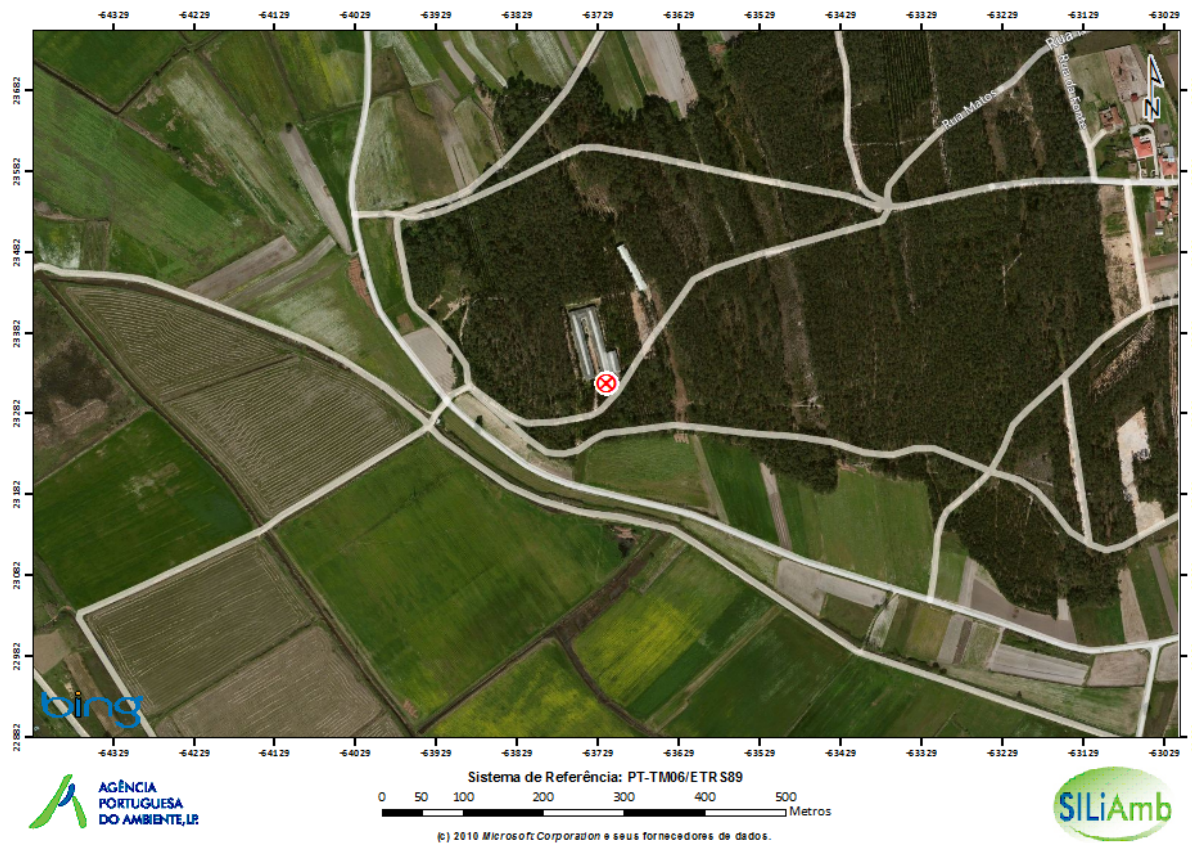 -64329 -64229 -64129 -64029 -63929 -63829 -63729 -63629 -63529 -63429 -63329 -63229 -63129 -63029
23682
23582
23482
23382
23282
23182
23082
22982
22882
Rua Matos
Rua da Fonte
N
bing
-64329 -64229 -64129 -64029 -63929 -63829 -63729 -63629 -63529 -63429 -63329 -63229 -63129 -63029
Sistema de Referência: PT-TM06/ETRS89
0 50 100 200 300 400 500
Metros
(c) 2010 Microsoft Corporation e seus fornecedores de dados.
AGÊNCIA
PORTUGUESA
DO AMBIENTE, I.P.
SILiAmb